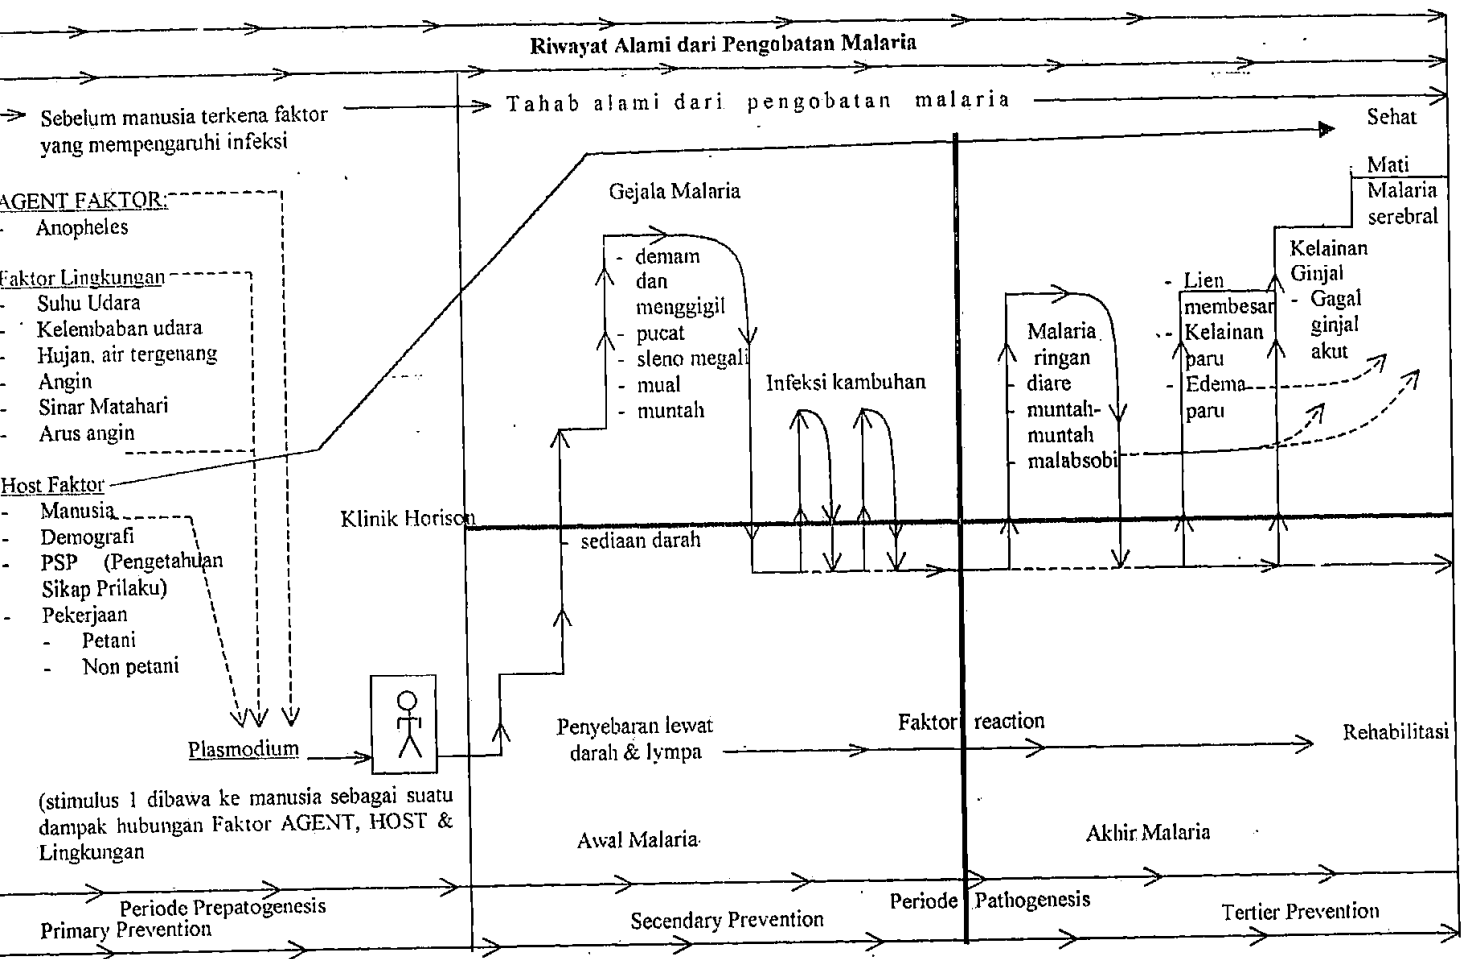 Riwayat Alami dari Pengobatan Malaria
Sebelum manusia terkena faktor
yang mempengaruhi infeksi
Tahab alami dari pengobatan malaria
Sehat
AGENT FAKTOR:
- Anopheles
Faktor Lingkungan
- Suhu Udara
- Kelembaban udara
- Hujan, air tergenang
- Angin
- Sinar Matahari
- Arus angin
Host Faktor
- Manusia
- Demografi
- PSP (Pengetahuan
Sikap Prilaku)
- Pekerjaan
- Petani
- Non petani
Plasmodium
(stimulus 1 dibawa ke manusia sebagai suatu
dampak hubungan Faktor AGENT, HOST &
Lingkungan
Klinik Horison
Gejala Malaria
- demam
dan
menggigil
- pucat
- sleno megali
- mual
- muntah
- sediaan darah
Infeksi kambuhan
Malaria
ringan
- diare
- muntah-
muntah
- malabsobi
- Lien
membesar
- Kelainan
paru
- Edema
paru
Kelainan
Ginjal
- Gagal
ginjal
akut
Mati
Malaria
serebral
Penyebaran lewat
darah & lympa
Faktor reaction
Rehabilitasi
Awal Malaria
Akhir Malaria
Periode Prepatogenesis
Periode Pathogenesis
Primary Prevention
Secendary Prevention
Tertier Prevention